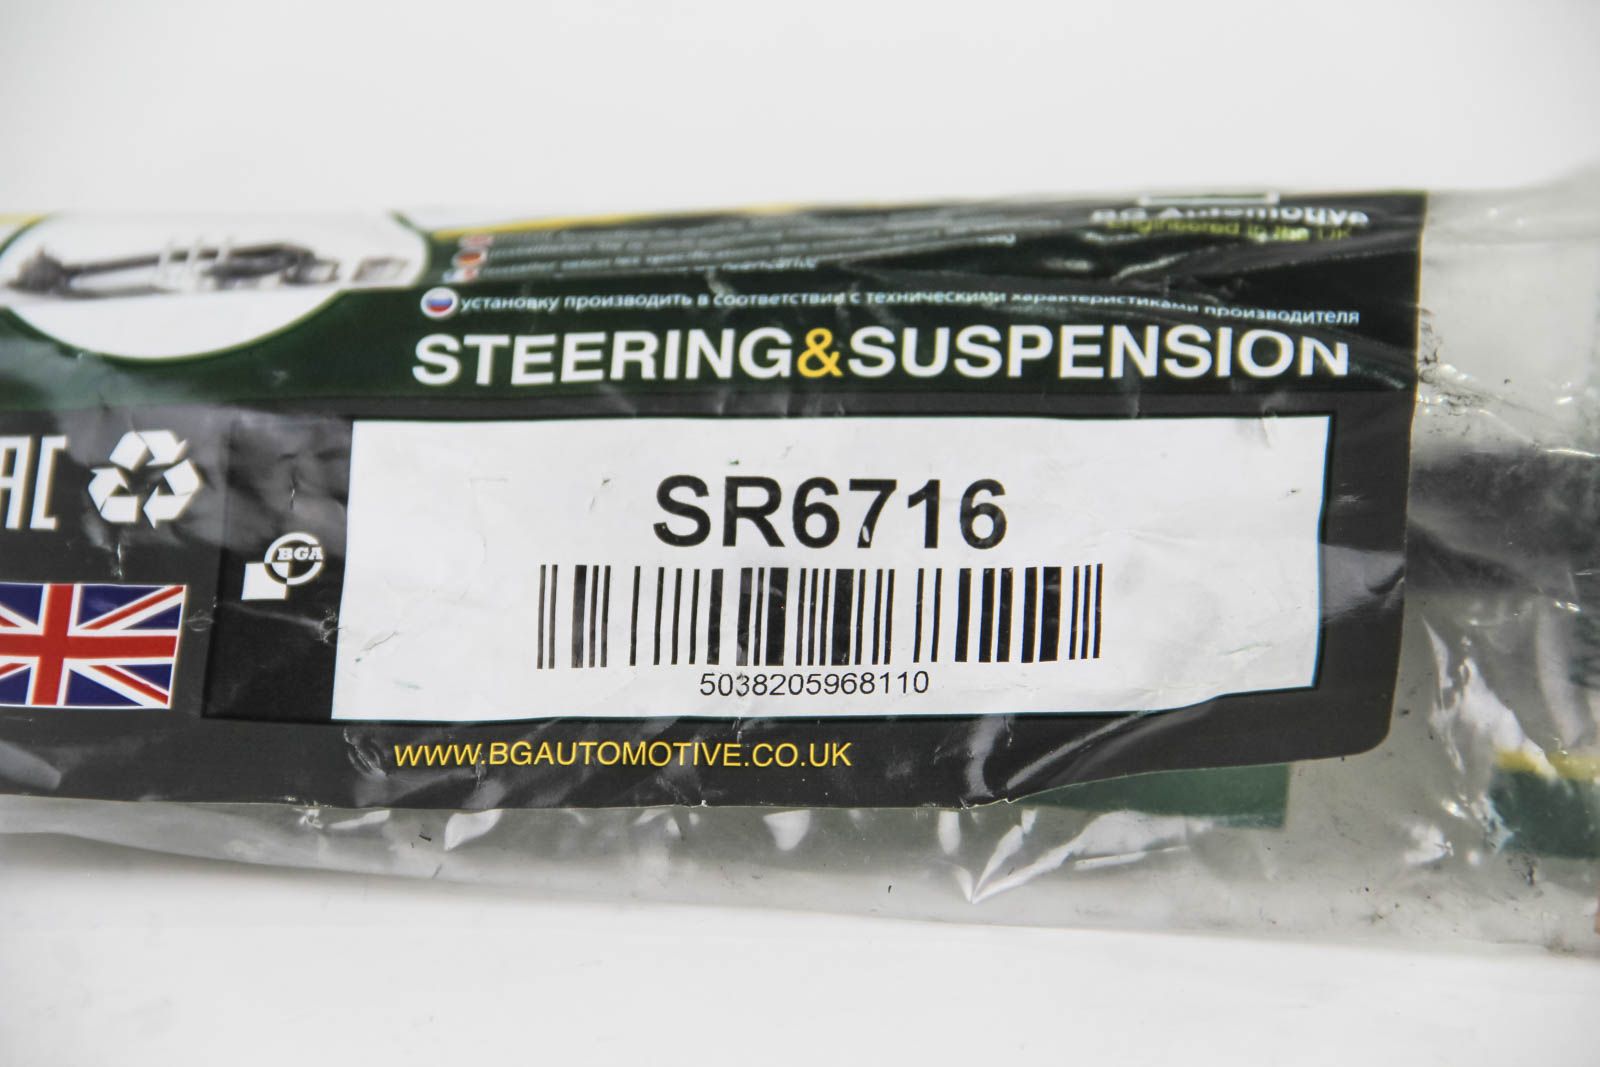 BG Automotive
Engineered in the UK
установку производить в соответствии с техническими характеристиками производителя
STEERING&SUSPENSION
SR6716
BGA
5038205968110
WWW.BGAUTOMOTIVE.CO.UK